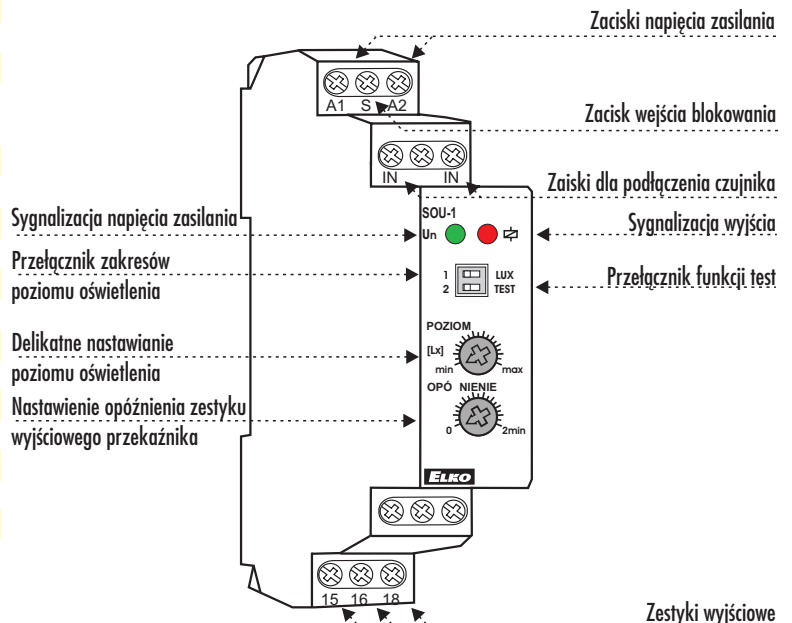 Zaciski napięcia zasilania
A1 S A2
Zacisk wejścia blokowania
IN IN
Zaiski dla podłączenia czujnika
SOU-1
Sygnalizacja napięcia zasilania
Un
Sygnalizacja wyjścia
Przełącznik zakresów
poziomu oświetlenia
1 LUX
2 TEST
Przełącznik funkcji test
POZIOM
Delikatne nastawianie
poziomu oświetlenia
[Lx]
min max
OPÓ NIENIE
Nastawienie opóźnienia zestyku
wyjściowego przekaźnika
0 2min
ELKO
15 16 18
Zestyki wyjściowe